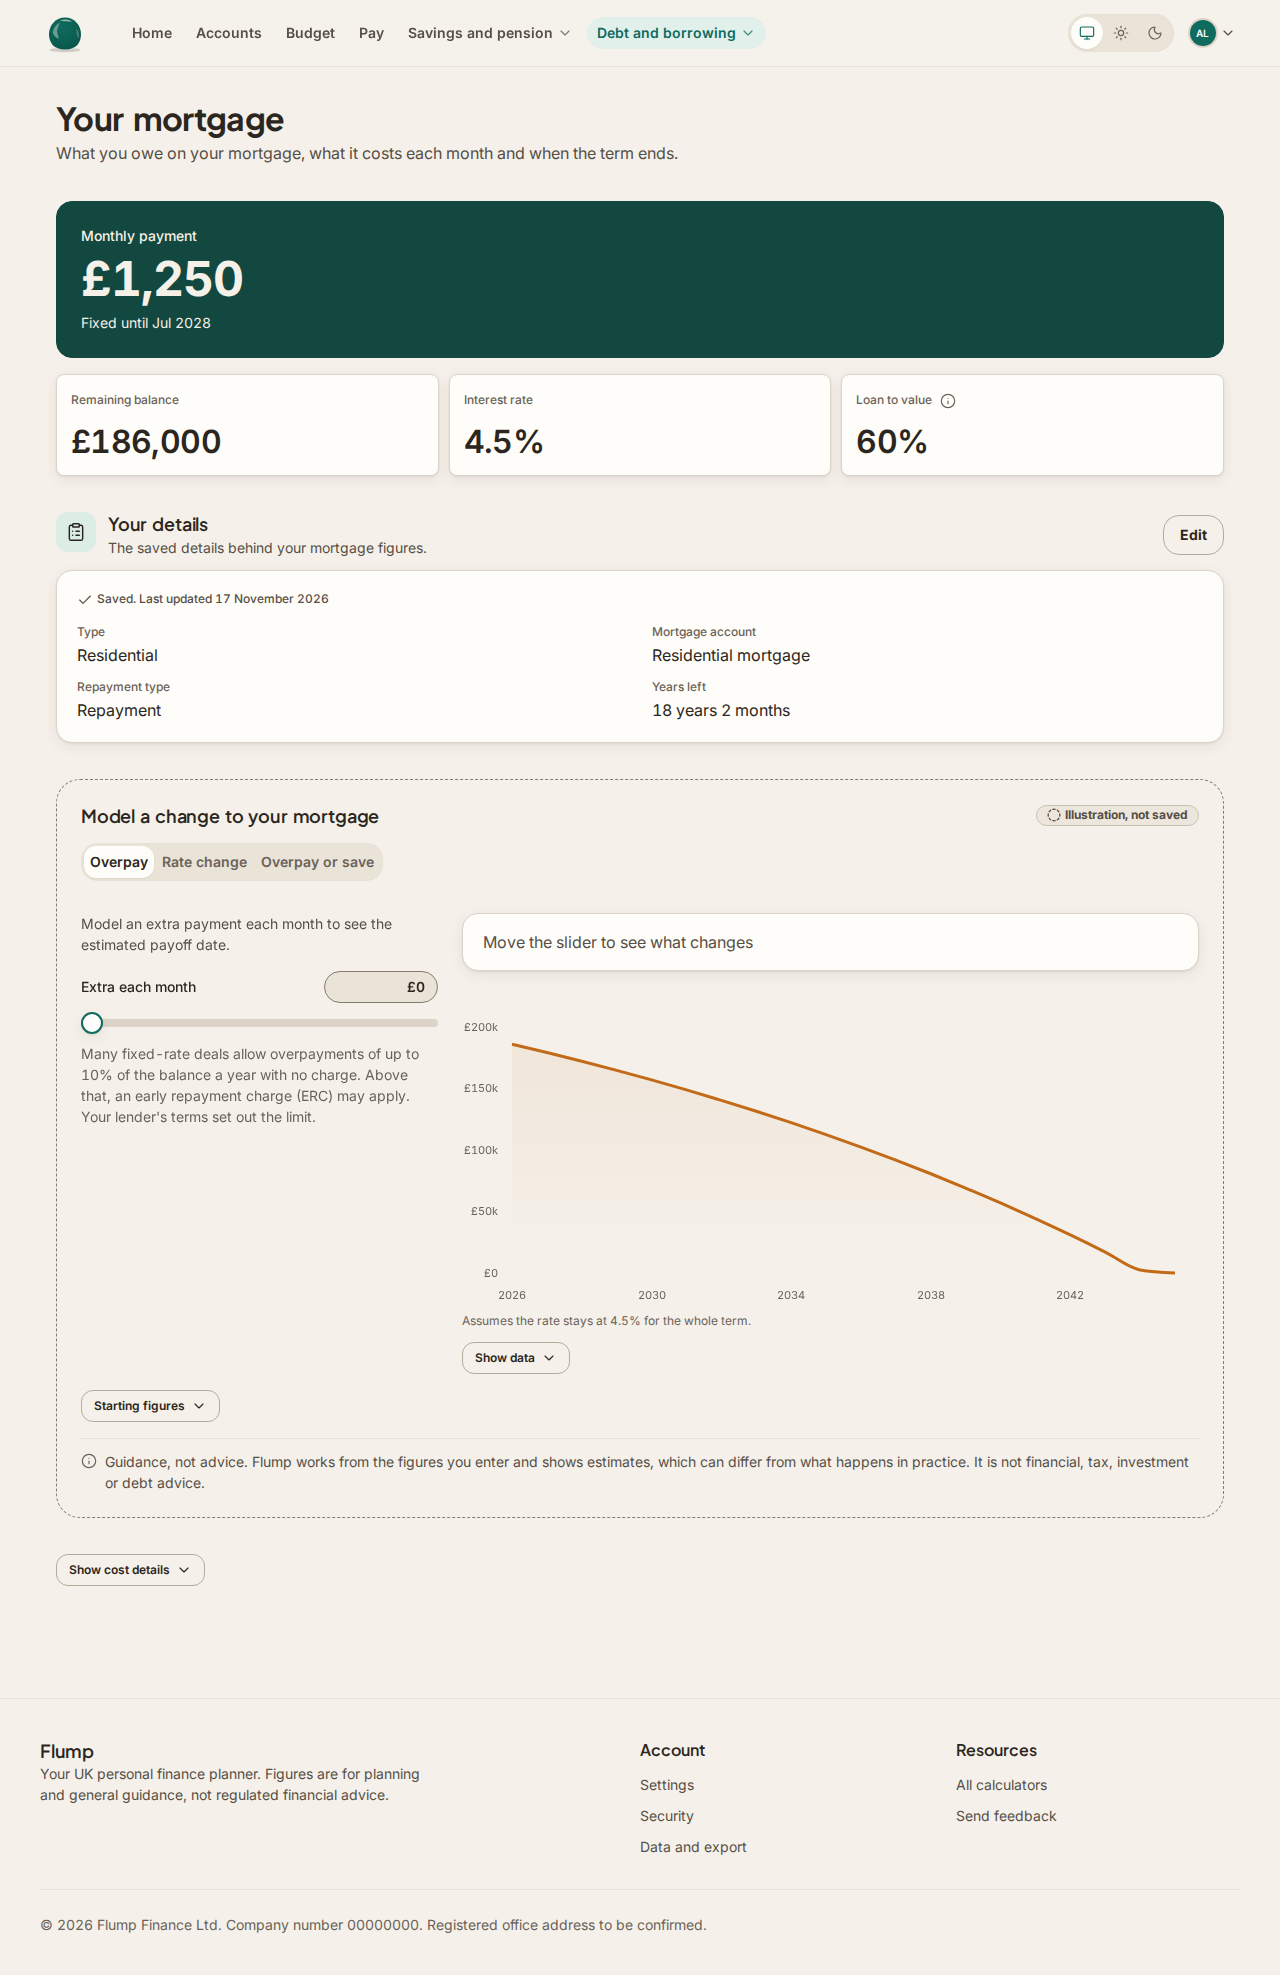 Home
Accounts
Budget
Pay
Savings and pension
Debt and borrowing
AL
Your mortgage
What you owe on your mortgage, what it costs each month and when the term ends.
Monthly payment
£1,250
Fixed until Jul 2028
Remaining balance
£186,000
Interest rate
4.5%
Loan to value
60%
Your details
The saved details behind your mortgage figures.
Edit
Saved. Last updated 17 November 2026
Type
Residential
Mortgage account
Residential mortgage
Repayment type
Repayment
Years left
18 years 2 months
Model a change to your mortgage
Illustration, not saved
Overpay
Rate change
Overpay or save
Model an extra payment each month to see the
estimated payoff date.
Extra each month
£0
Many fixed-rate deals allow overpayments of up to
10% of the balance a year with no charge. Above
that, an early repayment charge (ERC) may apply.
Your lender's terms set out the limit.
Move the slider to see what changes
£200k
£150k
£100k
£50k
£0
2026
2030
2034
2038
2042
Assumes the rate stays at 4.5% for the whole term.
Show data
Starting figures
Guidance, not advice. Flump works from the figures you enter and shows estimates, which can differ from what happens in practice. It is not financial, tax, investment
or debt advice.
Show cost details
Flump
Your UK personal finance planner. Figures are for planning
and general guidance, not regulated financial advice.
Account
Settings
Security
Data and export
Resources
All calculators
Send feedback
© 2026 Flump Finance Ltd. Company number 00000000. Registered office address to be confirmed.